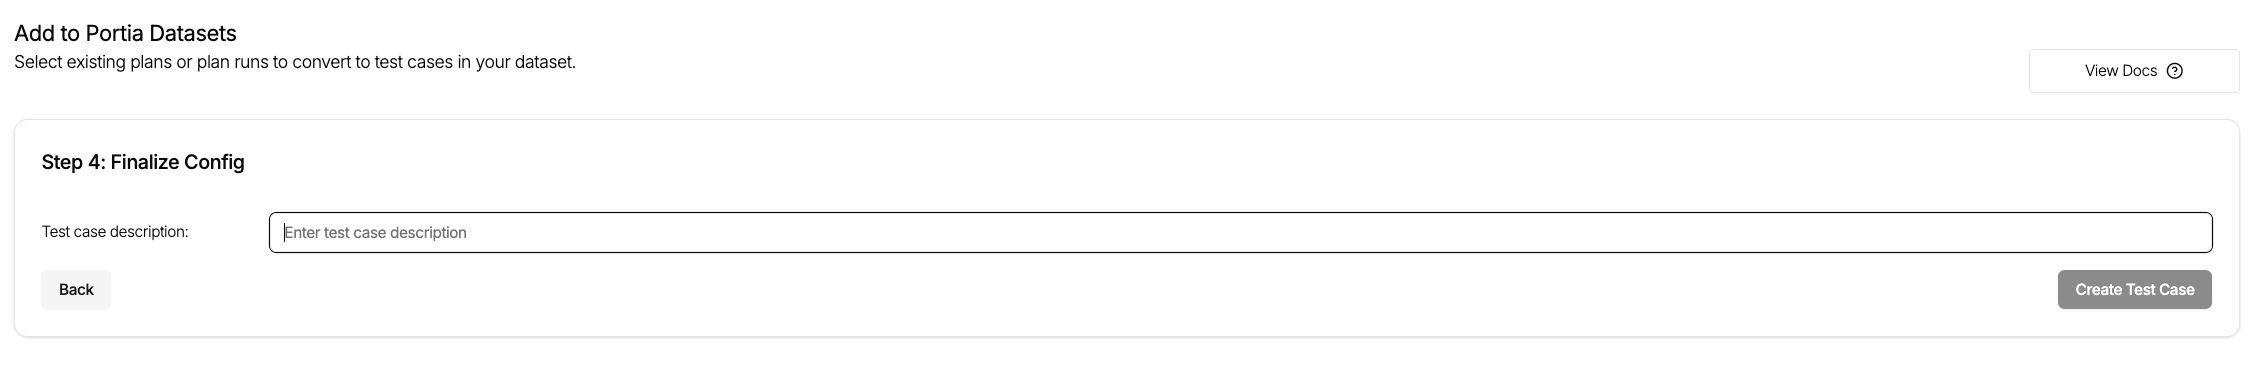 Add to Portia Datasets
Select existing plans or plan runs to convert to test cases in your dataset.
View Docs
Step 4: Finalize Config
Test case description:
Enter test case description
Back
Create Test Case